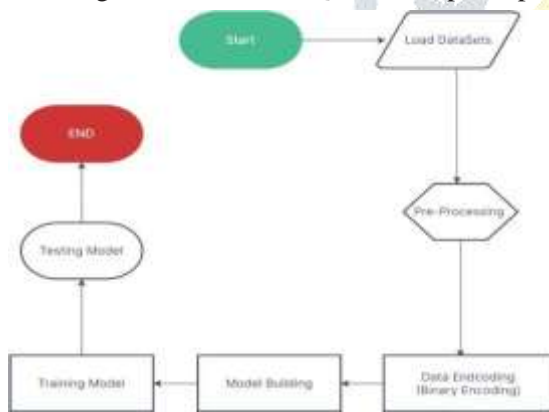 Start
Load DataSets
Pre-Processing
Data Endcoding
(Binary Encoding)
Model Building
Training Model
Testing Model
END